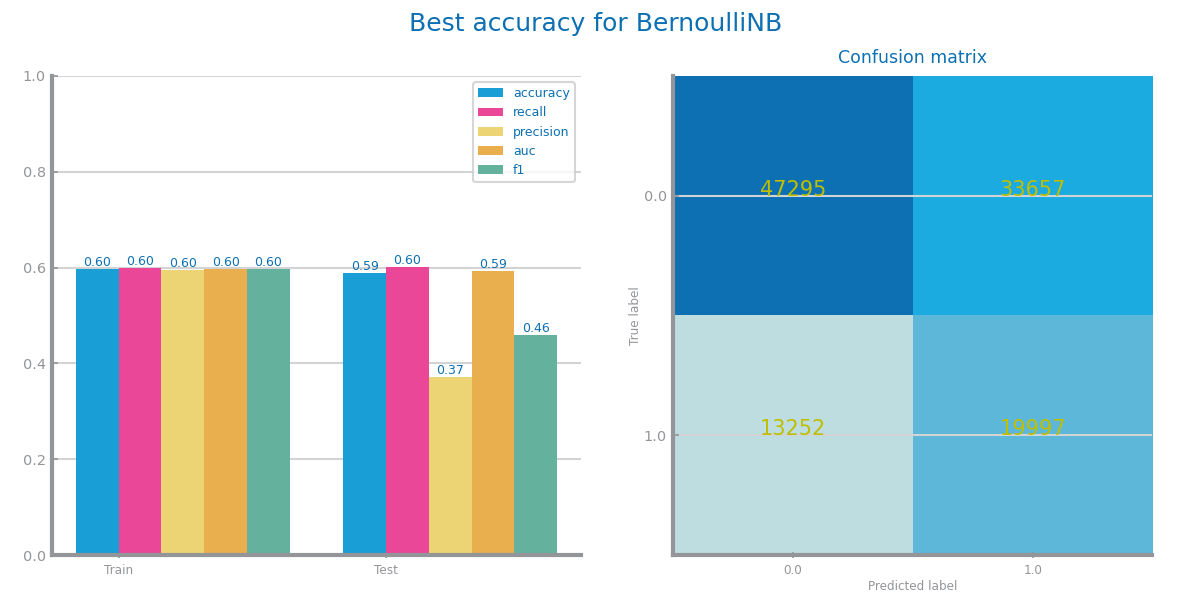 Best accuracy for BernoulliNB
1.0
0.8
0.6
0.4
0.2
0.0
accuracy
recall
precision
auc
f1
0.60 0.60 0.60 0.60 0.60
0.59 0.60 0.37 0.59 0.46
Train Test
Confusion matrix
True label
0.0
1.0
47295 33657
13252 19997
0.0 1.0
Predicted label